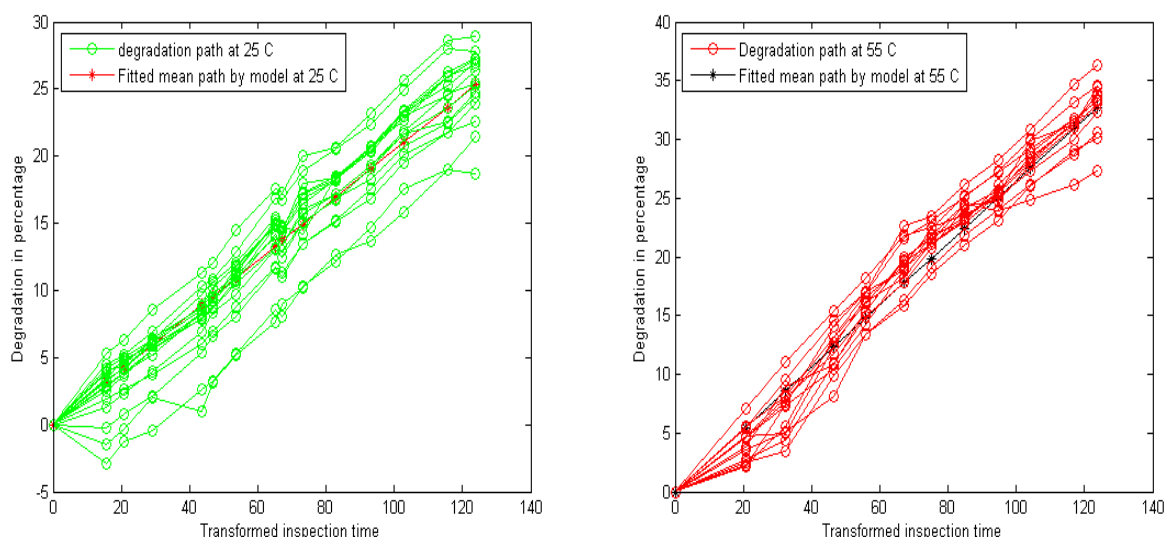 30
25
20
15
10
5
0
-5
Degradation in percentage
degradation path at 25 C
Fitted mean path by model at 25 C
0 20 40 60 80 100 120 140
Transformed inspection time
40
35
30
25
20
15
10
5
0
Degradation in percentage
Degradation path at 55 C
Fitted mean path by model at 55 C
0 20 40 60 80 100 120 140 160
Transformed inspection time